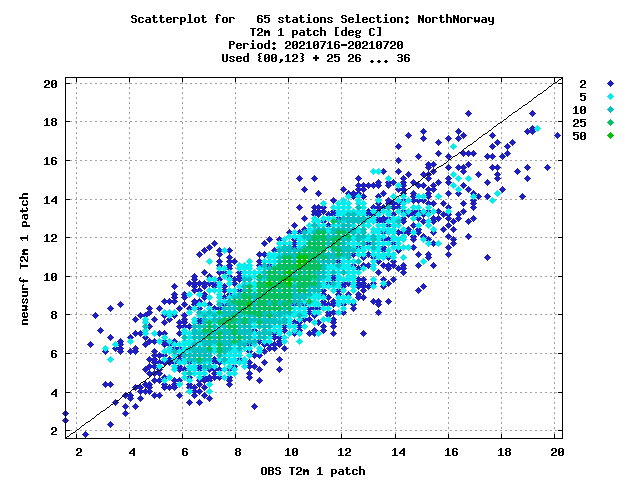 Scatterplot for   65 stations Selection: NorthNorway
T2m 1 patch [deg C]
Period: 20210716-20210720
Used {00,12} + 25 26 ... 36
20
18
16
14
12
10
8
6
4
2
newsurf T2m 1 patch
2 4 6 8 10 12 14 16 18 20
OBS T2m 1 patch
2
5
10
25
50